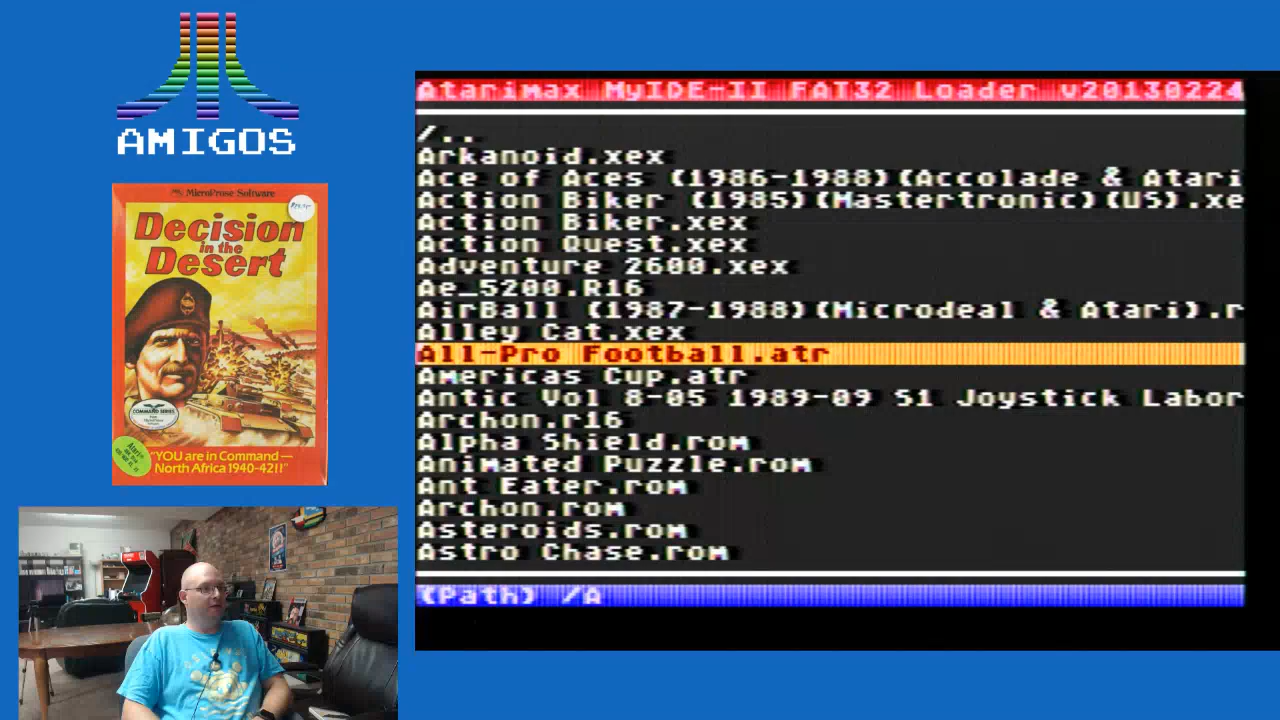 AMIGOS
MicroProse Software
Decision
in the
Desert
COMMAND SERIES
"YOU are in Command—
North Africa 1940-42!!"
Atarimax MyIDE-II FAT32 Loader v20130224
/..
Arkanoid.xex
Ace of Aces (1986-1988)(Accolade & Atari
Action Biker (1985)(Mastertronic)(US).xe
Action Biker.xex
Action Quest.xex
Adventure 2600.xex
Ae_5200.R16
AirBall (1987-1988)(Microdeal & Atari).r
Alley Cat.xex
All-Pro Football.atr
Americas Cup.atr
Antic Vol 8-05 1989-09 S1 Joystick Labor
Archon.r16
Alpha Shield.rom
Animated Puzzle.rom
Ant Eater.rom
Archon.rom
Asteroids.rom
Astro Chase.rom
(Path) /A